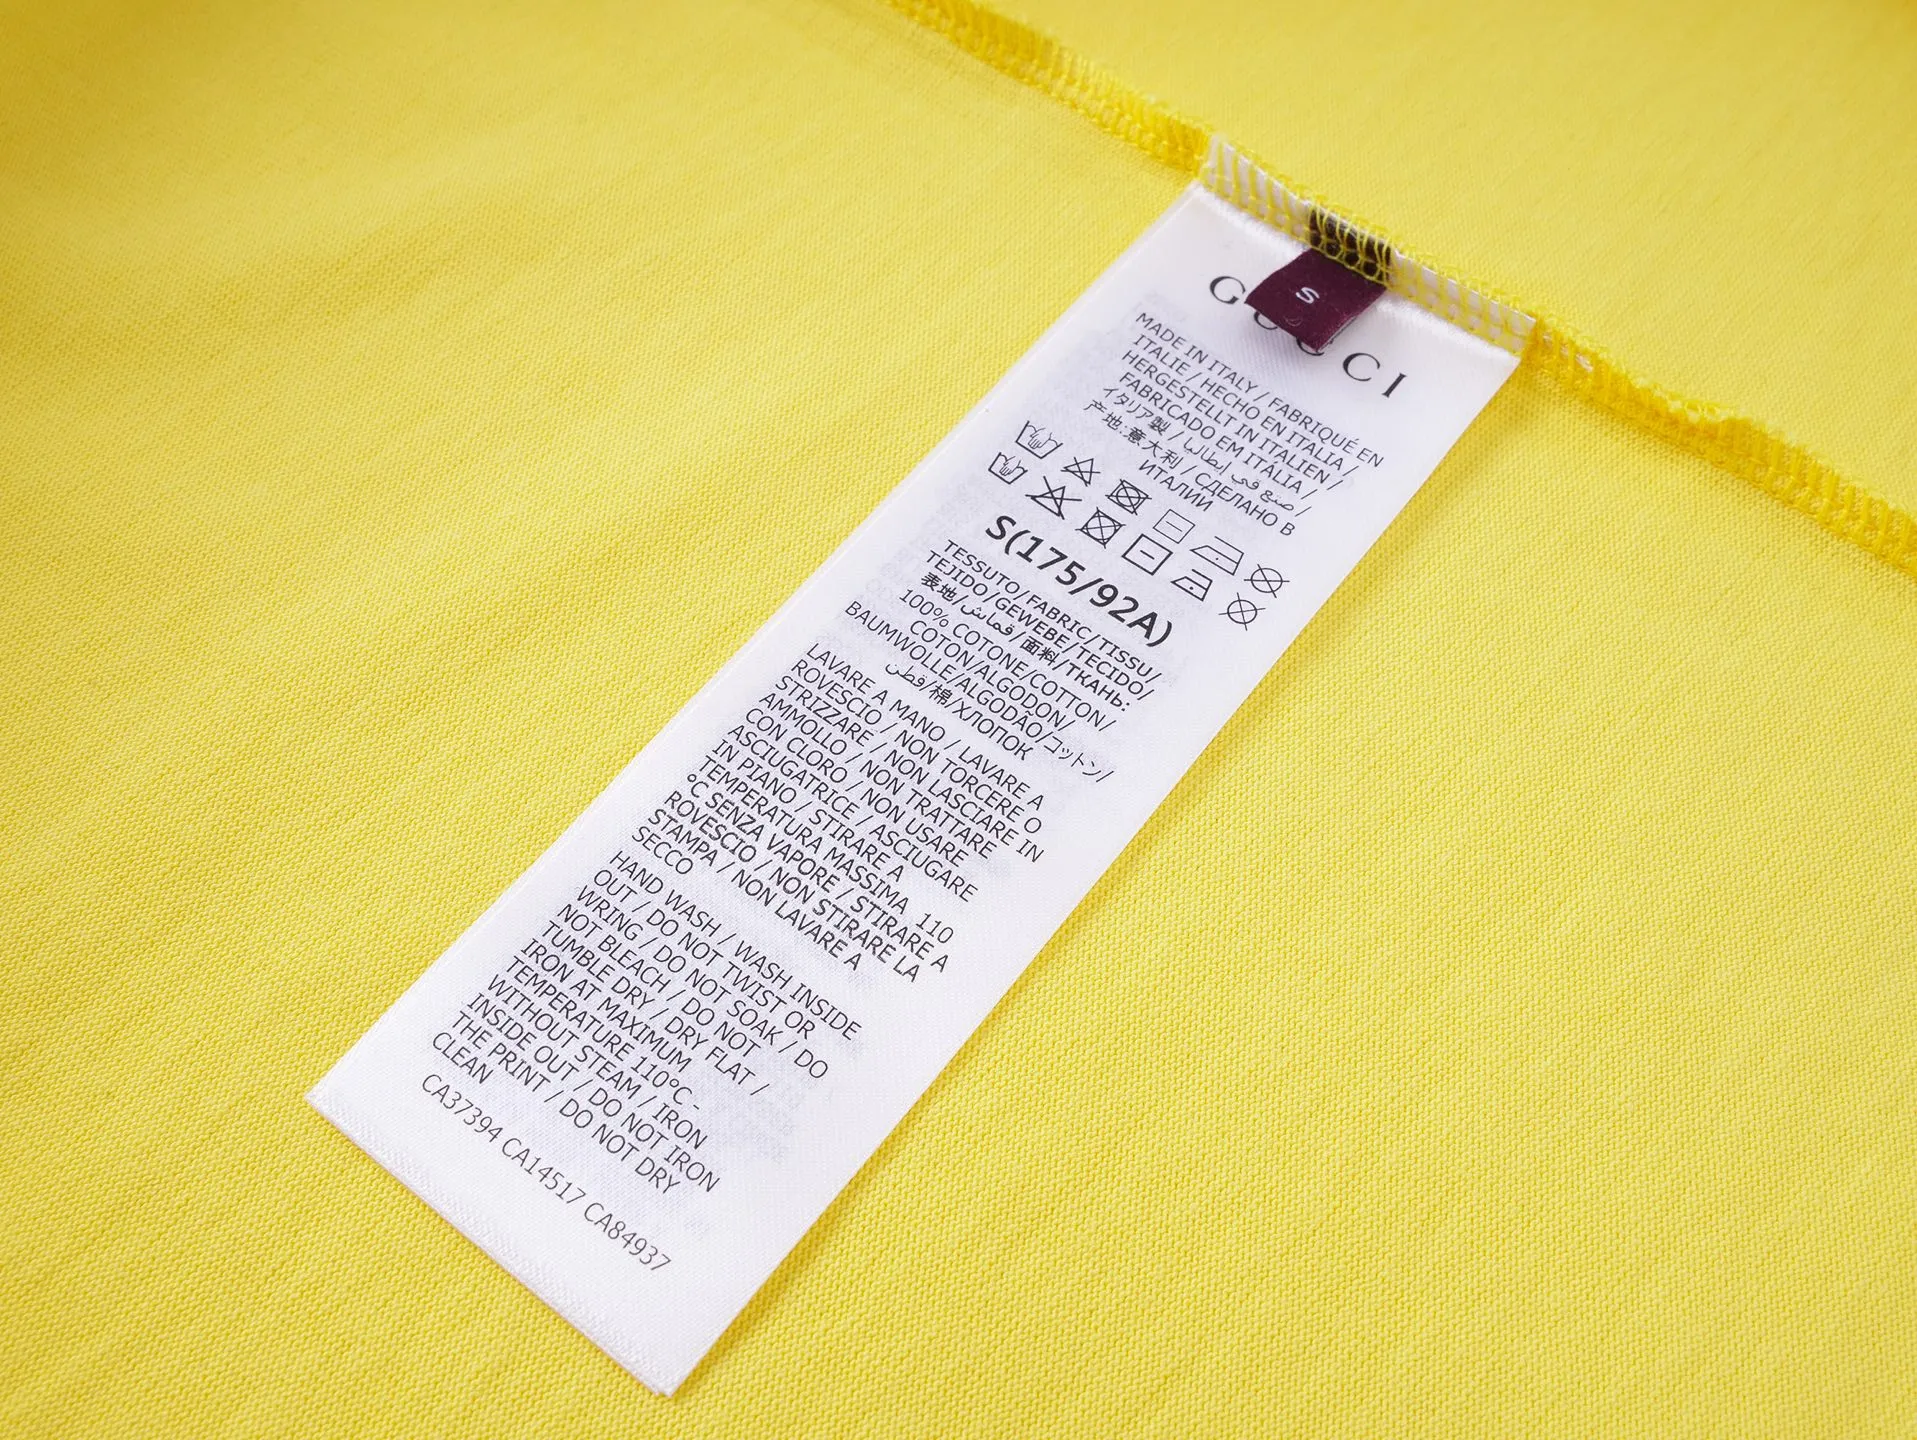 S
GUCCI
MADE IN ITALY / FABRIQUÉ EN
ITALIE / HECHO EN ITALIA /
HERGESTELLT IN ITALIEN /
FABRICADO EM ITÁLIA /
イタリア製 / صنع في إيطاليا /
产地:意大利 / СДЕЛАНО В
ИТАЛИИ
S(175/92A)
TESSUTO/FABRIC/TISSU/
TEJIDO/GEWEBE/TECIDO/
表地/قماش/面料/ТКАНЬ:
100% COTONE/COTTON/
COTON/ALGODON/
BAUMWOLLE/ALGODÃO/コットン/
قطن/棉/ХЛОПОК
LAVARE A MANO / LAVARE A
ROVESCIO / NON TORCERE O
STRIZZARE / NON LASCIARE IN
AMMOLLO / NON TRATTARE
CON CLORO / NON USARE
ASCIUGATRICE / ASCIUGARE
IN PIANO / STIRARE A
TEMPERATURA MASSIMA 110
°C SENZA VAPORE / STIRARE A
ROVESCIO / NON STIRARE LA
STAMPA / NON LAVARE A
SECCO
HAND WASH / WASH INSIDE
OUT / DO NOT TWIST OR
WRING / DO NOT SOAK / DO
NOT BLEACH / DO NOT
TUMBLE DRY / DRY FLAT /
IRON AT MAXIMUM
TEMPERATURE 110°C -
WITHOUT STEAM / IRON
INSIDE OUT / DO NOT IRON
THE PRINT / DO NOT DRY
CLEAN
CA37394 CA14517 CA84937